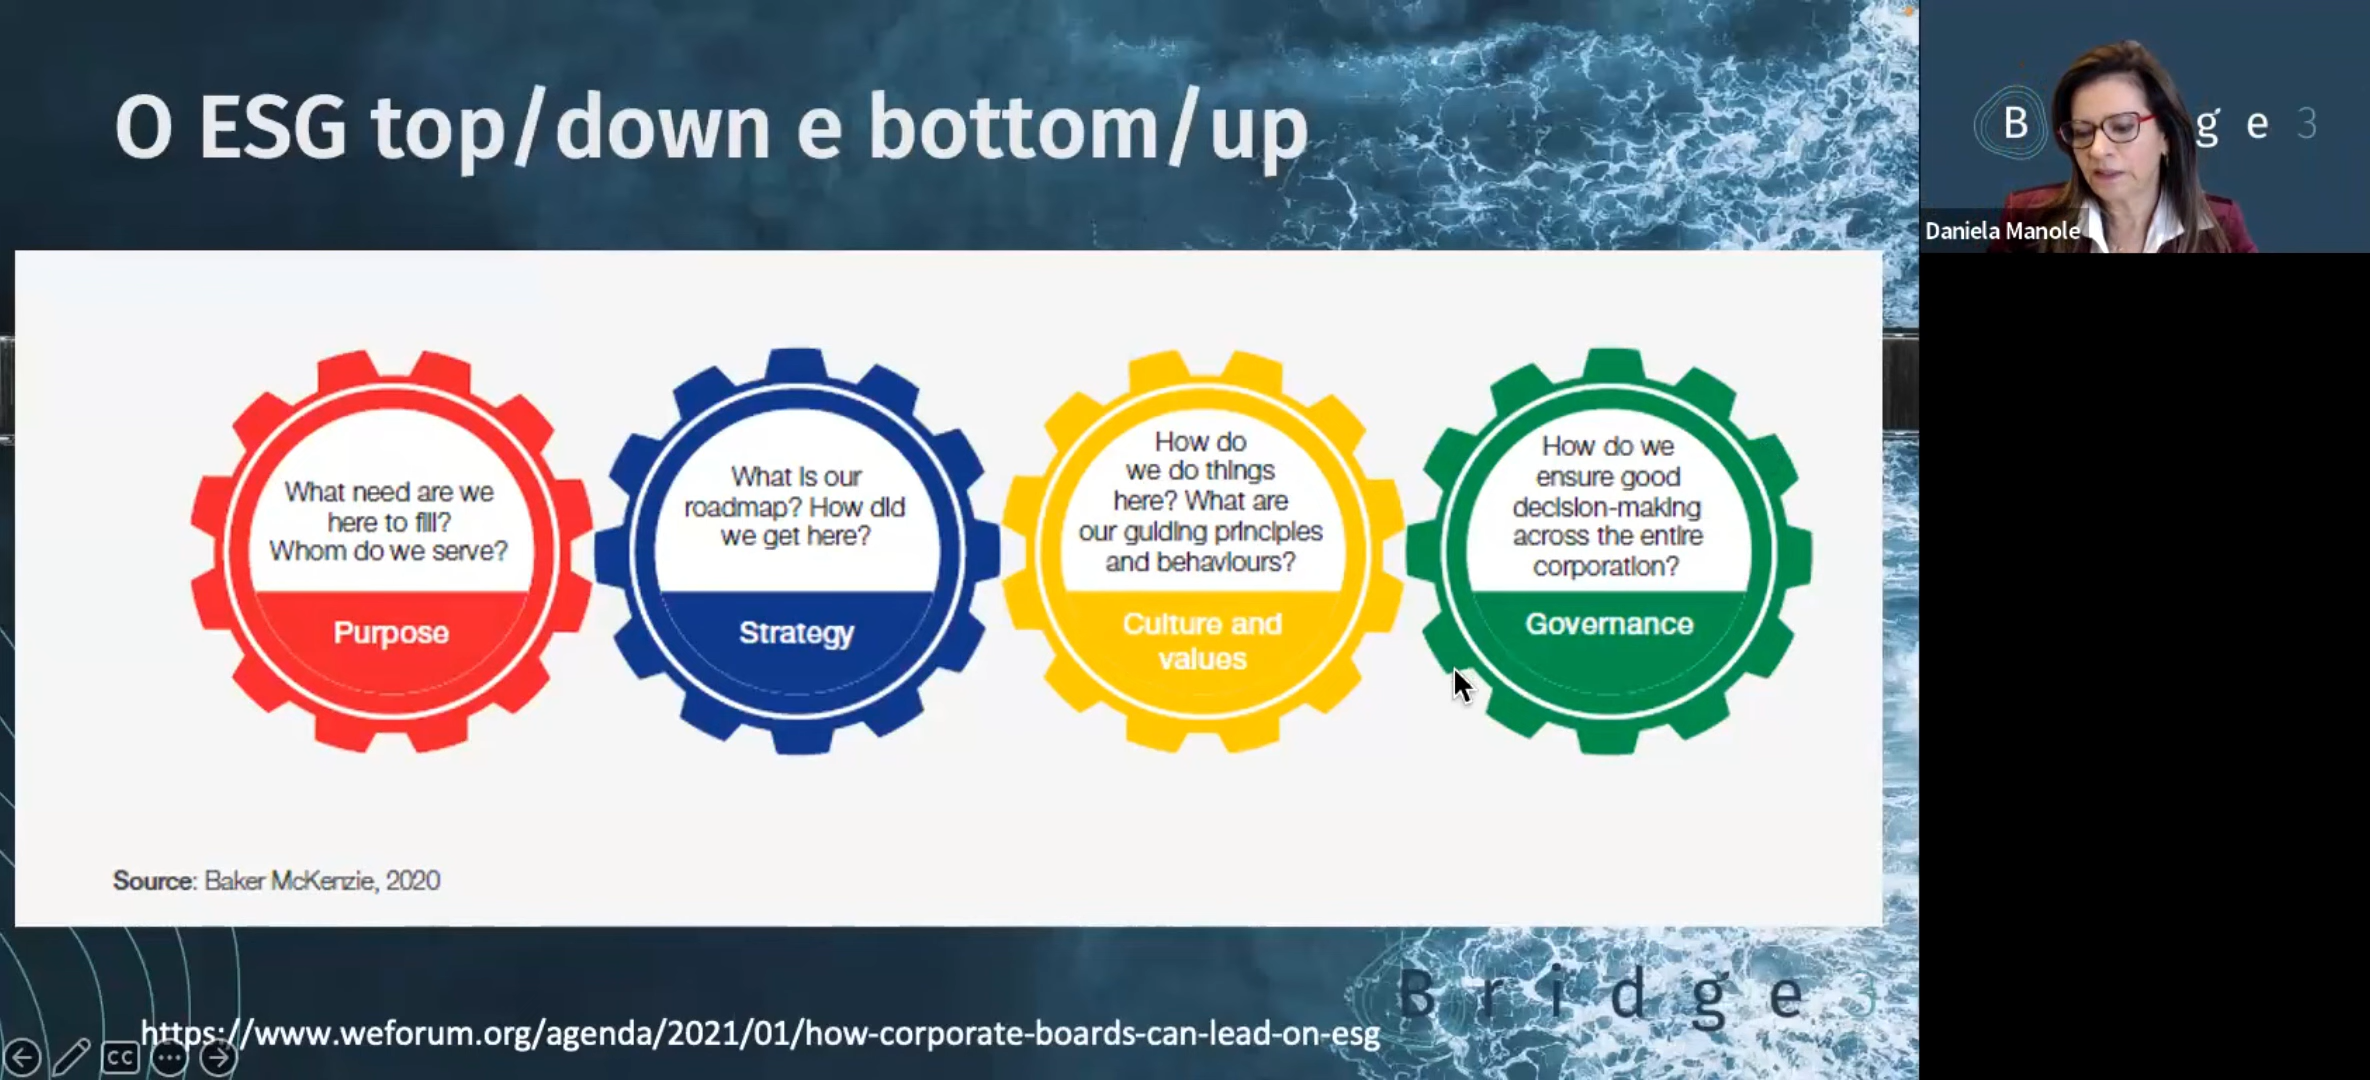 O ESG top/down e bottom/up
What need are we
here to fill?
Whom do we serve?
Purpose
What is our
roadmap? How did
we get here?
Strategy
How do
we do things
here? What are
our guiding principles
and behaviours?
Culture and
values
How do we
ensure good
decision-making
across the entire
corporation?
Governance
Source: Baker McKenzie, 2020
Bridge 3
https://www.weforum.org/agenda/2021/01/how-corporate-boards-can-lead-on-esg
CC
B g e 3
Daniela Manole